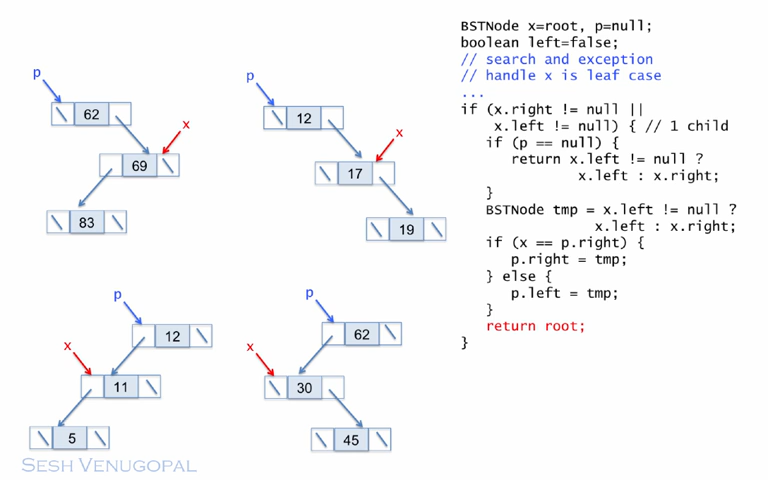 p
62
x
69
83
p
12
x
17
19
p
12
x
11
5
p
62
x
30
45
SESH VENUGOPAL
BSTNode x=root, p=null;
boolean left=false;
// search and exception
// handle x is leaf case
...
if (x.right != null ||
x.left != null) { // 1 child
if (p == null) {
return x.left != null ?
x.left : x.right;
}
BSTNode tmp = x.left != null ?
x.left : x.right;
if (x == p.right) {
p.right = tmp;
} else {
p.left = tmp;
}
return root;
}